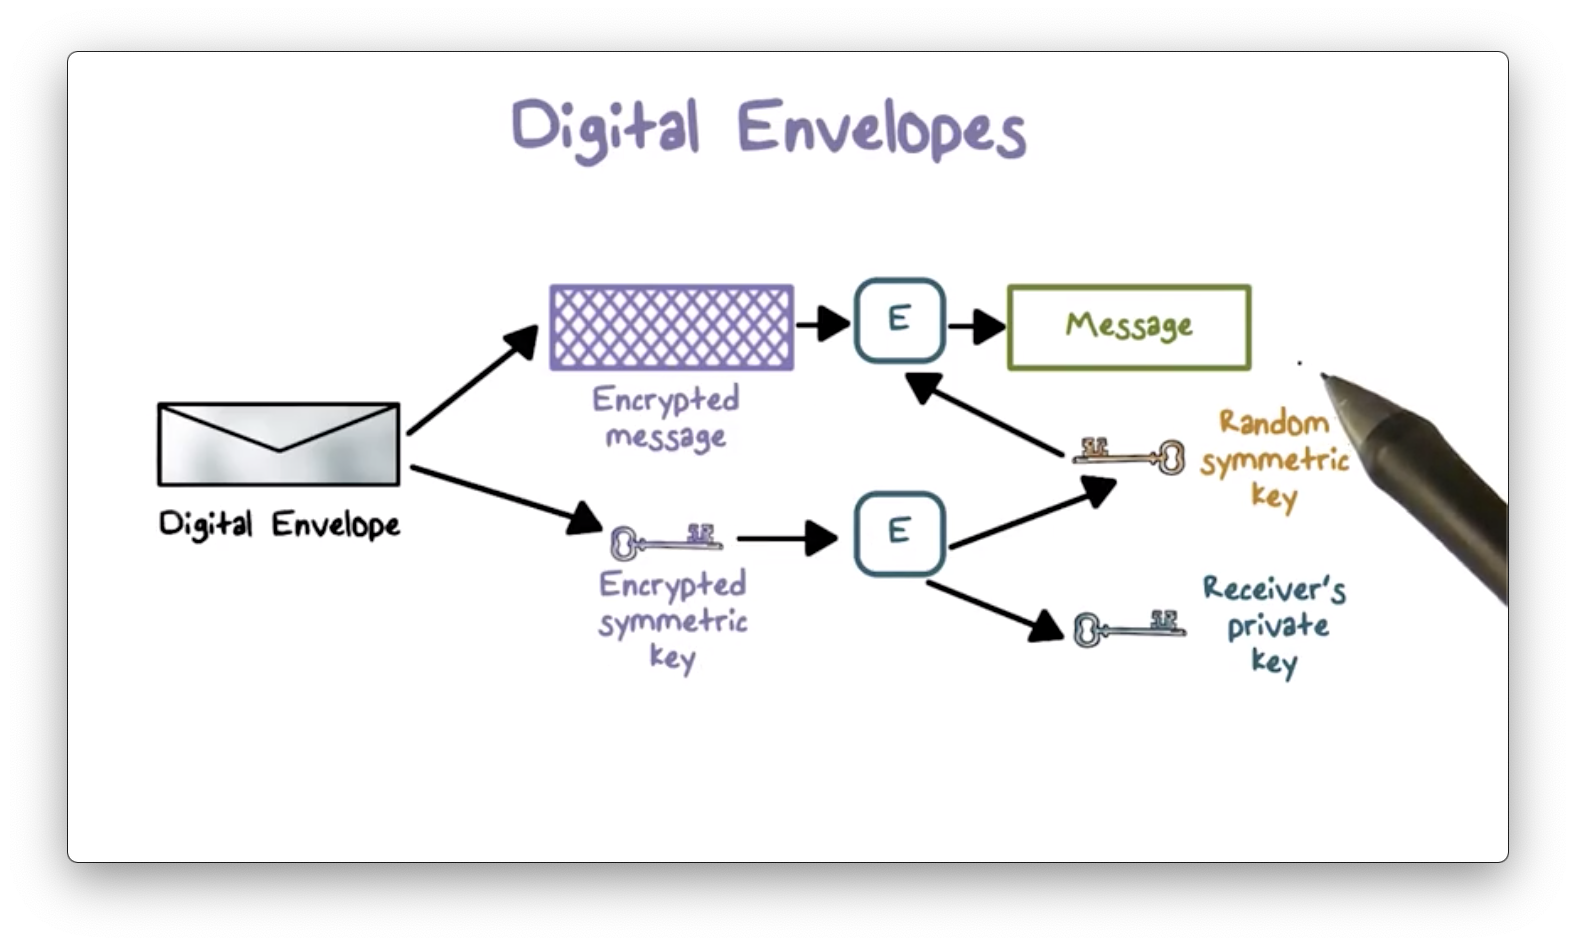 Digital Envelopes
E
Message
Encrypted
message
Random
symmetric
key
Digital Envelope
E
Encrypted
symmetric
key
Receiver's
private
key